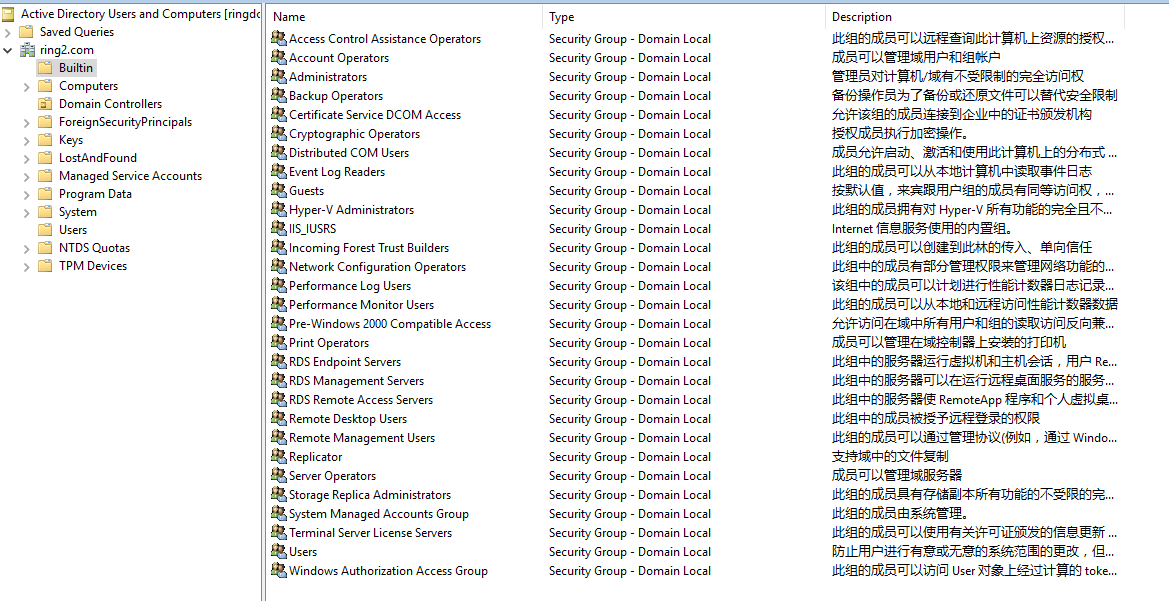 Active Directory Users and Computers [ringdc
Saved Queries
ring2.com
Builtin
Computers
Domain Controllers
ForeignSecurityPrincipals
Keys
LostAndFound
Managed Service Accounts
Program Data
System
Users
NTDS Quotas
TPM Devices
Name Type Description
Access Control Assistance Operators Security Group - Domain Local 此组的成员可以远程查询此计算机上资源的授权...
Account Operators Security Group - Domain Local 成员可以管理域用户和组帐户
Administrators Security Group - Domain Local 管理员对计算机/域有不受限制的完全访问权
Backup Operators Security Group - Domain Local 备份操作员为了备份或还原文件可以替代安全限制
Certificate Service DCOM Access Security Group - Domain Local 允许该组的成员连接到企业中的证书颁发机构
Cryptographic Operators Security Group - Domain Local 授权成员执行加密操作。
Distributed COM Users Security Group - Domain Local 成员允许启动、激活和使用此计算机上的分布式 ...
Event Log Readers Security Group - Domain Local 此组的成员可以从本地计算机中读取事件日志
Guests Security Group - Domain Local 按默认值，来宾跟用户组的成员有同等访问权，...
Hyper-V Administrators Security Group - Domain Local 此组的成员拥有对 Hyper-V 所有功能的完全且不...
IIS_IUSRS Security Group - Domain Local Internet 信息服务使用的内置组。
Incoming Forest Trust Builders Security Group - Domain Local 此组的成员可以创建到此林的传入、单向信任
Network Configuration Operators Security Group - Domain Local 此组中的成员有部分管理权限来管理网络功能的...
Performance Log Users Security Group - Domain Local 该组中的成员可以计划进行性能计数器日志记录...
Performance Monitor Users Security Group - Domain Local 此组的成员可以从本地和远程访问性能计数器数据
Pre-Windows 2000 Compatible Access Security Group - Domain Local 允许访问在域中所有用户和组的读取访问反向兼...
Print Operators Security Group - Domain Local 成员可以管理在域控制器上安装的打印机
RDS Endpoint Servers Security Group - Domain Local 此组中的服务器运行虚拟机和主机会话，用户 Re...
RDS Management Servers Security Group - Domain Local 此组中的服务器可以在运行远程桌面服务的服务...
RDS Remote Access Servers Security Group - Domain Local 此组中的服务器使 RemoteApp 程序和个人虚拟桌...
Remote Desktop Users Security Group - Domain Local 此组中的成员被授予远程登录的权限
Remote Management Users Security Group - Domain Local 此组的成员可以通过管理协议(例如，通过 Windo...
Replicator Security Group - Domain Local 支持域中的文件复制
Server Operators Security Group - Domain Local 成员可以管理域服务器
Storage Replica Administrators Security Group - Domain Local 此组的成员具有存储副本所有功能的不受限的完...
System Managed Accounts Group Security Group - Domain Local 此组的成员由系统管理。
Terminal Server License Servers Security Group - Domain Local 此组的成员可以使用有关许可证颁发的信息更新 ...
Users Security Group - Domain Local 防止用户进行有意或无意的系统范围的更改，但...
Windows Authorization Access Group Security Group - Domain Local 此组的成员可以访问 User 对象上经过计算的 toke...